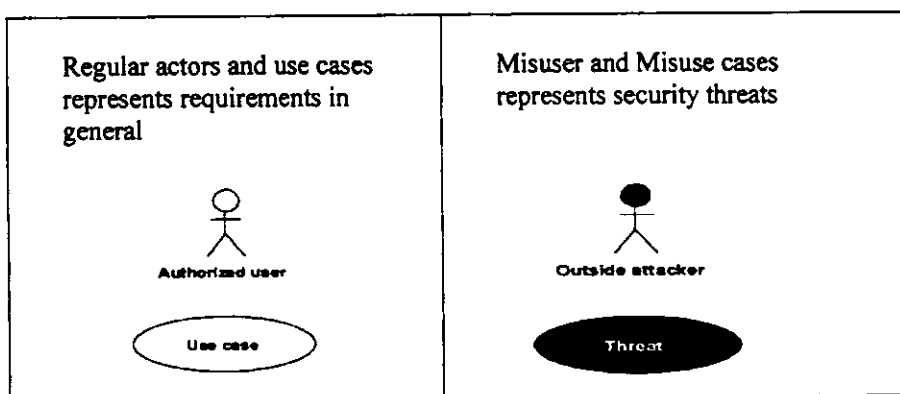 Regular actors and use cases
represents requirements in
general
Authorized user
Use case
Misuser and Misuse cases
represents security threats
Outside attacker
Threat